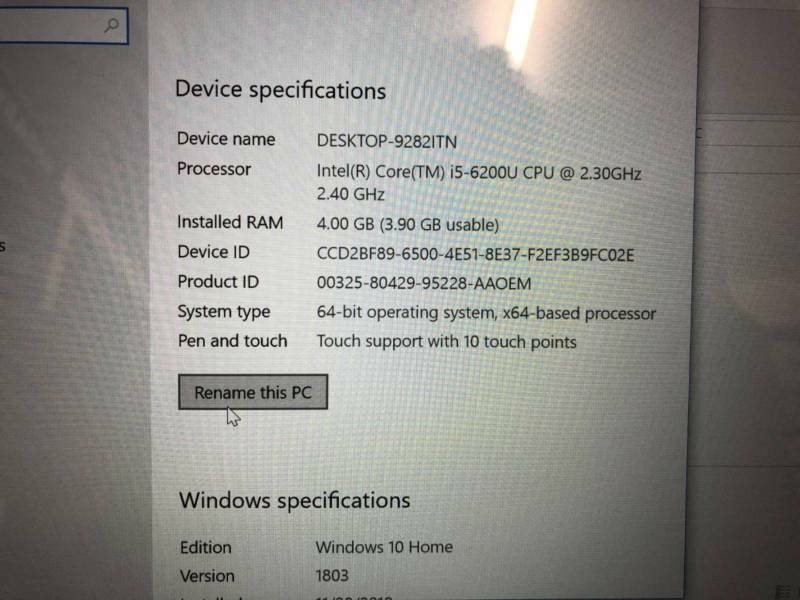 Device specifications
Device name DESKTOP-9282ITN
Processor Intel(R) Core(TM) i5-6200U CPU @ 2.30GHz
2.40 GHz
Installed RAM 4.00 GB (3.90 GB usable)
Device ID CCD2BF89-6500-4E51-8E37-F2EF3B9FC02E
Product ID 00325-80429-95228-AAOEM
System type 64-bit operating system, x64-based processor
Pen and touch Touch support with 10 touch points
Rename this PC
Windows specifications
Edition Windows 10 Home
Version 1803